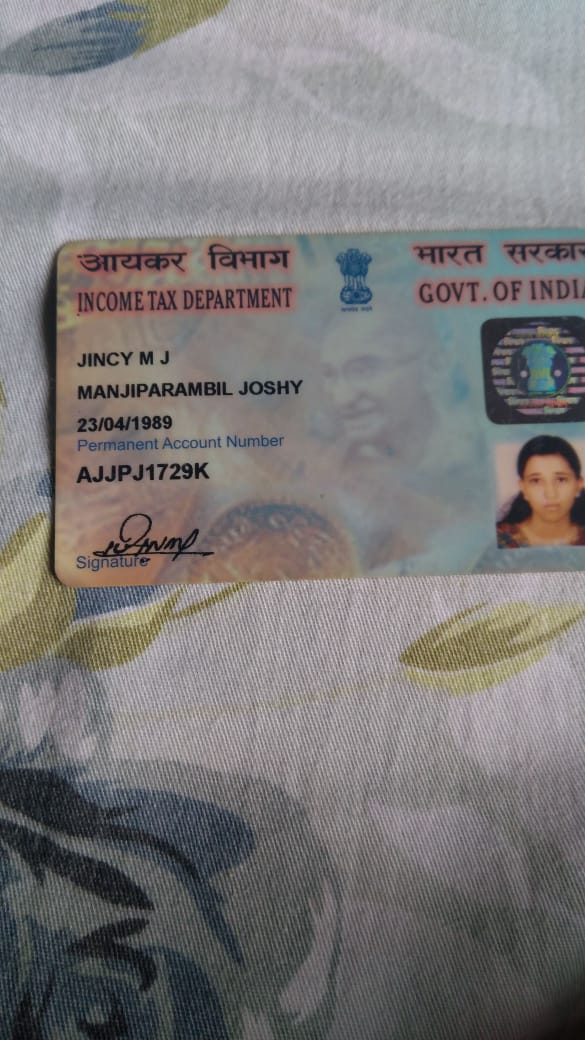 आयकर विभाग
INCOME TAX DEPARTMENT
भारत सरकार
GOVT. OF INDIA
JINCY M J
MANJIPARAMBIL JOSHY
23/04/1989
Permanent Account Number
AJJPJ1729K
Signature